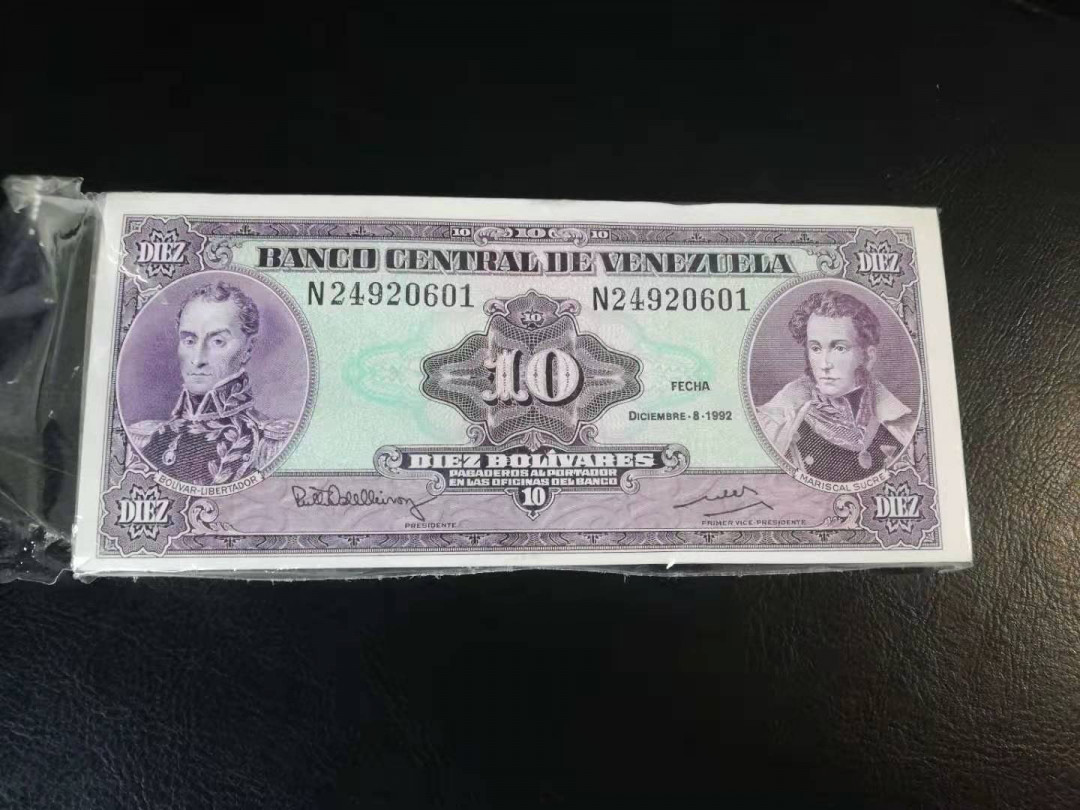 10 10 10
DIEZ BANCO CENTRAL DE VENEZUELA DIEZ
N24920601 N24920601
10
10
FECHA
DICIEMBRE-8-1992
DIEZ BOLÍVARES
PAGADEROS AL PORTADOR
EN LAS OFICINAS DEL BANCO
BOLIVAR-LIBERTADOR MARISCAL SUCRE
DIEZ 10 DIEZ
PRESIDENTE PRIMER VICE-PRESIDENTE